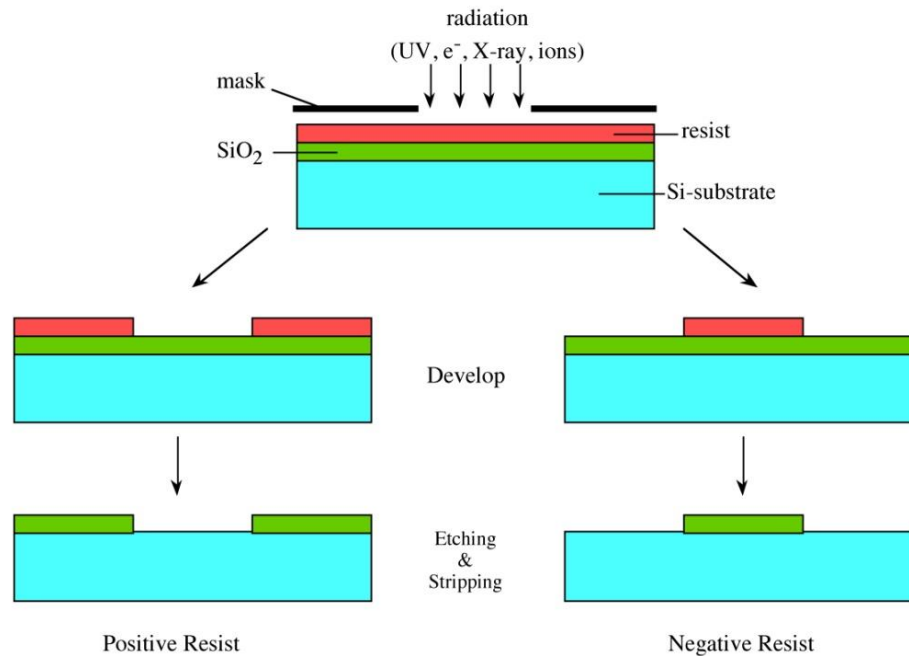 radiation
(UV, e⁻, X-ray, ions)
mask
resist
SiO₂
Si-substrate
Develop
Etching
&
Stripping
Positive Resist
Negative Resist